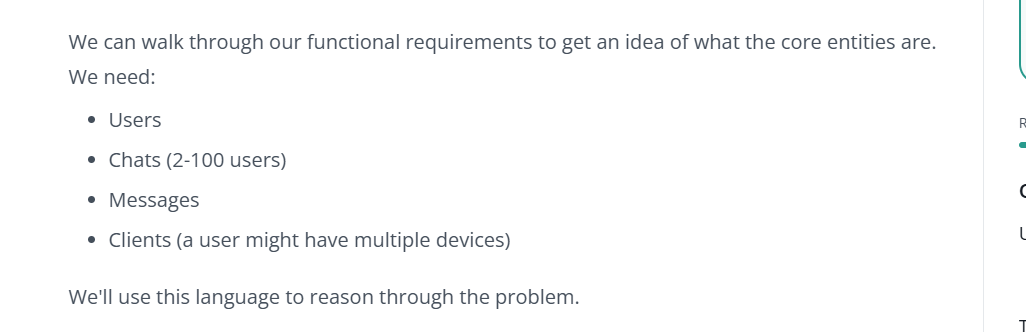 We can walk through our functional requirements to get an idea of what the core entities are.
We need:
Users
Chats (2-100 users)
Messages
Clients (a user might have multiple devices)
We'll use this language to reason through the problem.